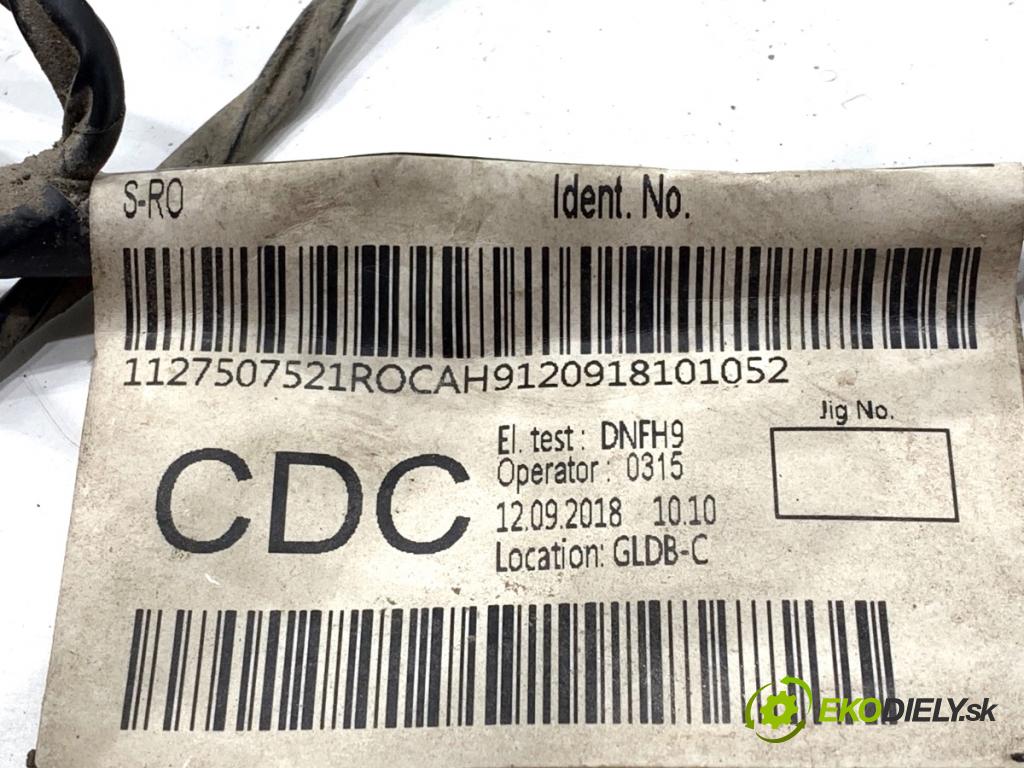 S-RO
Ident. No.
1127507521ROCAH9120918101052
CDC
El. test : DNFH9
Operator : 0315
12.09.2018 10.10
Location: GLDB-C
Jig No.
EKODIELY.sk